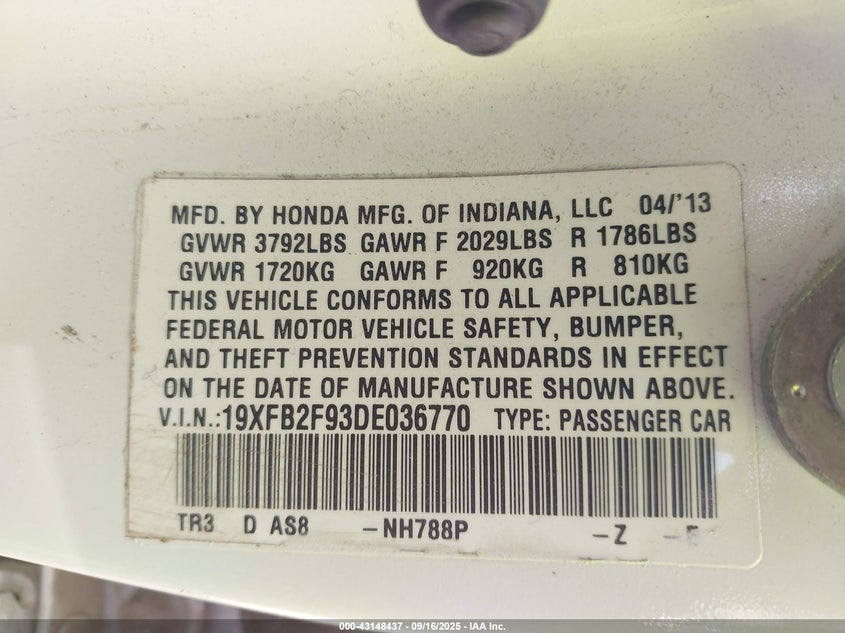 MFD. BY HONDA MFG. OF INDIANA, LLC 04/'13
GVWR 3792LBS GAWR F 2029LBS R 1786LBS
GVWR 1720KG GAWR F 920KG R 810KG
THIS VEHICLE CONFORMS TO ALL APPLICABLE
FEDERAL MOTOR VEHICLE SAFETY, BUMPER,
AND THEFT PREVENTION STANDARDS IN EFFECT
ON THE DATE OF MANUFACTURE SHOWN ABOVE.
V.I.N.:19XFB2F93DE036770 TYPE: PASSENGER CAR
TR3 D AS8 -NH788P -Z
000-43148437 - 09/16/2025 - IAA Inc.